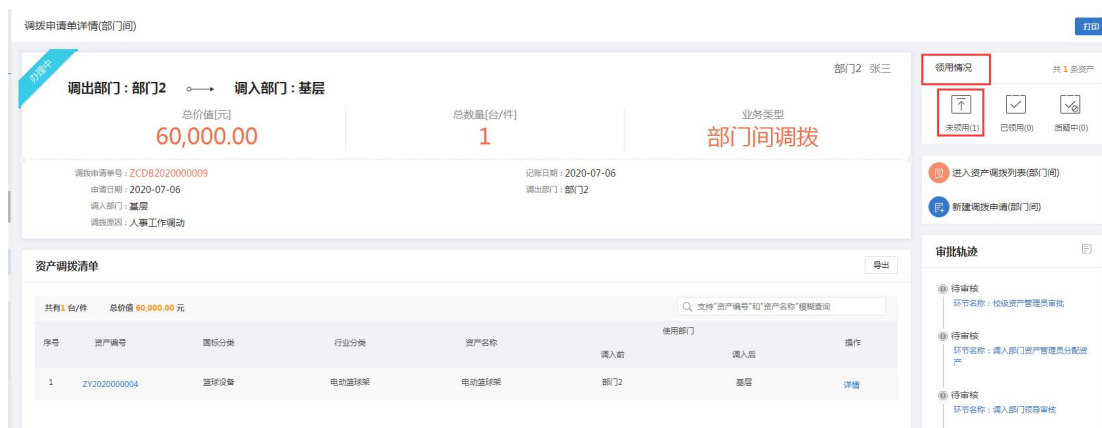 调拨申请单详情(部门间)
打印
办理中
部门2 张三
调出部门：部门2 调入部门：基层
总价值[元]
60,000.00
总数量[台/件]
1
业务类型
部门间调拨
调拨申请单号：ZCDB2020000009
记账日期：2020-07-06
申请日期：2020-07-06
调出部门：部门2
调入部门：基层
调拨原因：人事工作调动
领用情况
共 1 条资产
未领用(1) 已领用(0) 质疑中(0)
进入资产调拨列表(部门间)
新建调拨申请(部门间)
资产调拨清单
导出
共有1 台/件 总价值 60,000.00 元
支持"资产编号"和"资产名称"模糊查询
序号 资产编号 国标分类 行业分类 资产名称 使用部门 操作
调入前 调入后
1 ZY2020000004 篮球设备 电动篮球架 电动篮球架 部门2 基层 详情
审批轨迹
待审核
环节名称：校级资产管理员审批
待审核
环节名称：调入部门资产管理员分配资
产
待审核
环节名称：调入部门领导审核